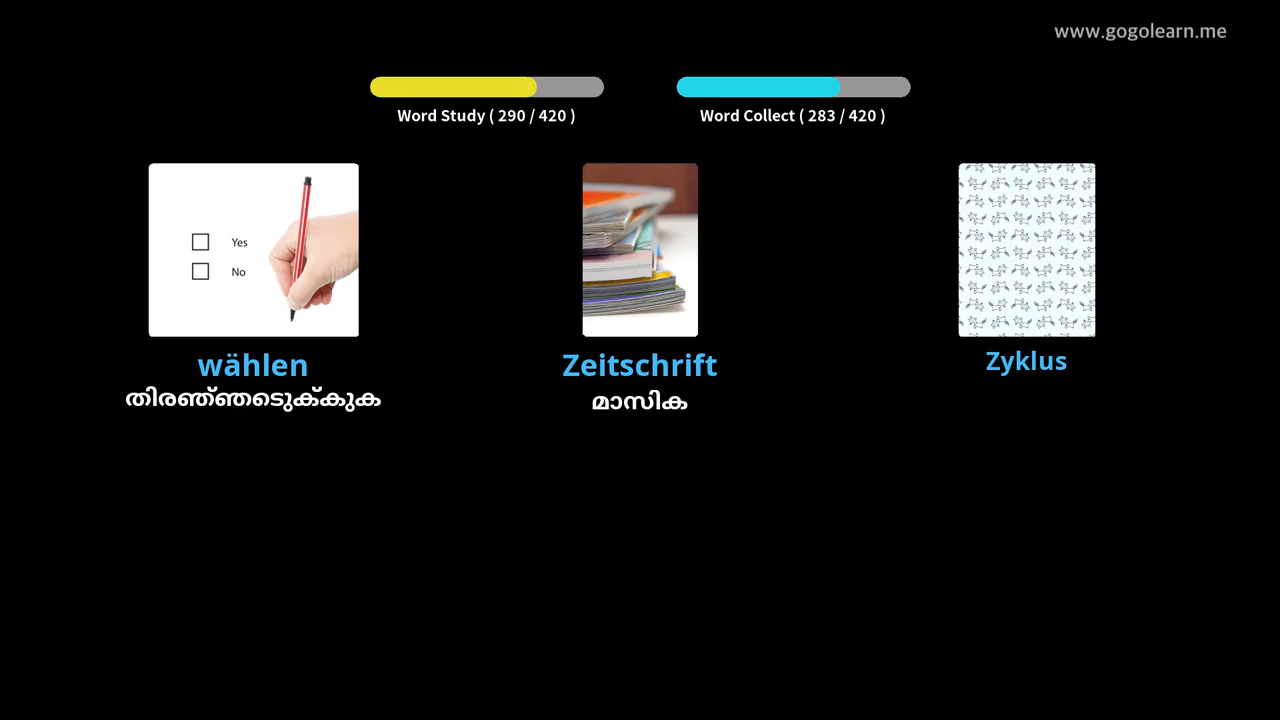 www.gogolearn.me
Word Study ( 290 / 420 )
Word Collect ( 283 / 420 )
Yes
No
wählen
Zeitschrift
Zyklus
തിരഞ്ഞെടുക്കുക
മാസിക